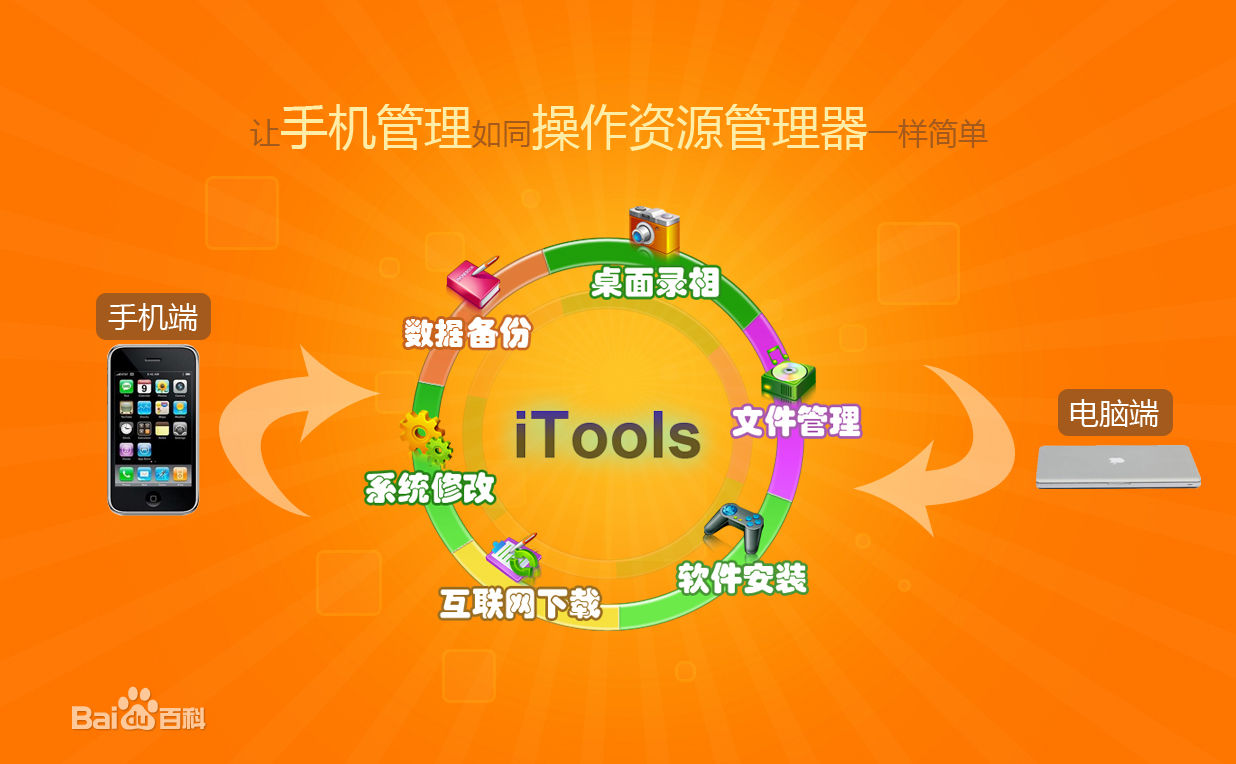 让手机管理如同操作资源管理器一样简单
桌面录相
数据备份
手机端
文件管理
电脑端
iTools
系统修改
软件安装
互联网下载
Baidu百科